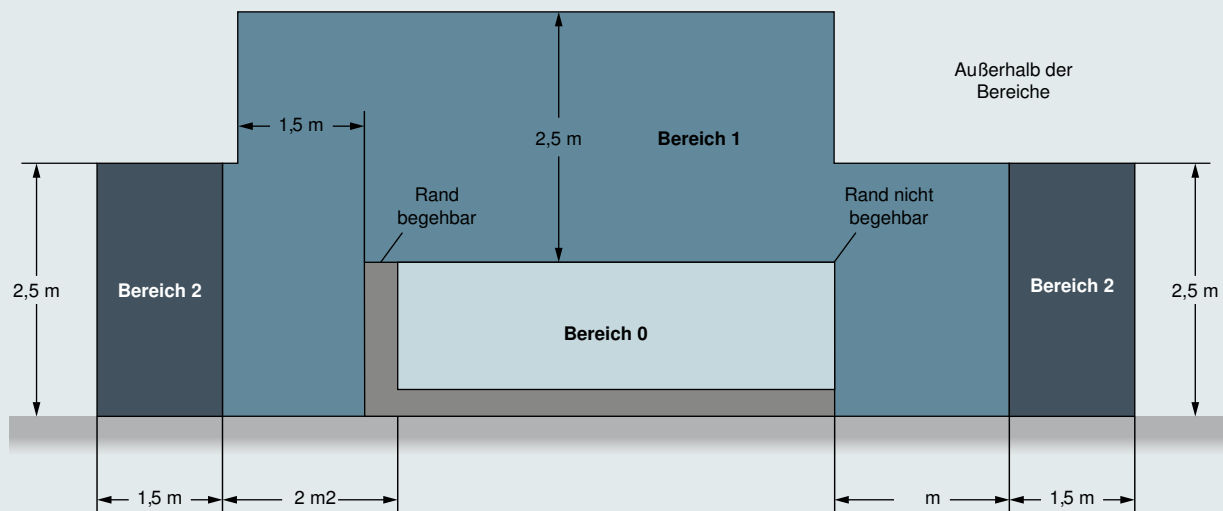 Außerhalb der
Bereiche
1,5 m
2,5 m
Bereich 1
Rand
begehbar
Rand nicht
begehbar
2,5 m
Bereich 2
Bereich 2
2,5 m
Bereich 0
1,5 m
2 m2
m
1,5 m